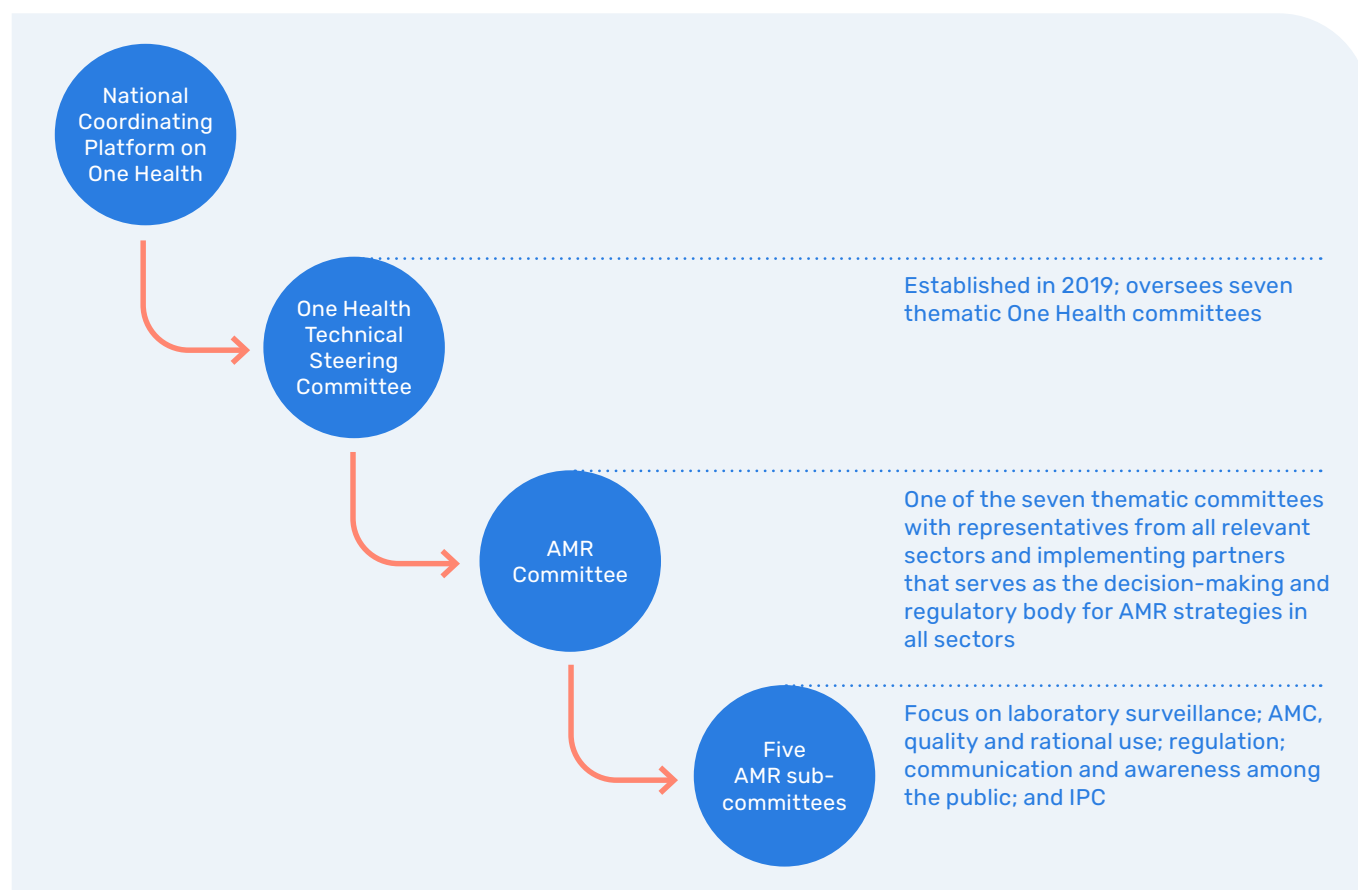 National
Coordinating
Platform on
One Health
One Health
Technical
Steering
Committee
Established in 2019; oversees seven
thematic One Health committees
AMR
Committee
One of the seven thematic committees
with representatives from all relevant
sectors and implementing partners
that serves as the decision-making and
regulatory body for AMR strategies in
all sectors
Five
AMR sub-
committees
Focus on laboratory surveillance; AMC,
quality and rational use; regulation;
communication and awareness among
the public; and IPC